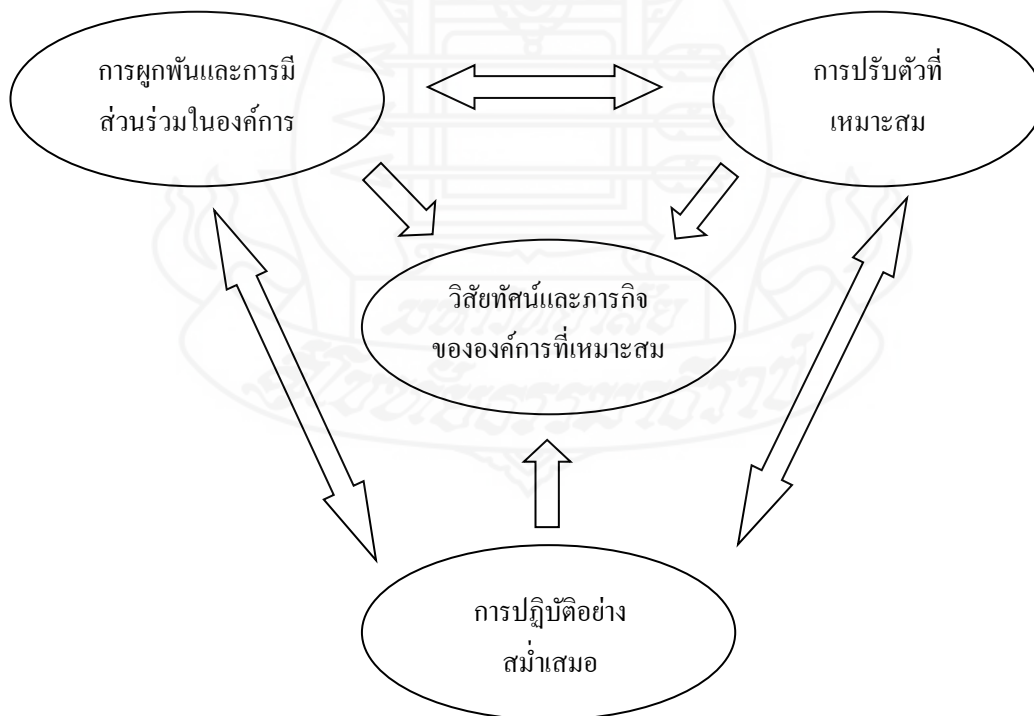 การผูกพันและการมี
ส่วนร่วมในองค์การ
การปรับตัวที่
เหมาะสม
วิสัยทัศน์และภารกิจ
ขององค์การที่เหมาะสม
การปฏิบัติอย่าง
สม่ำเสมอ